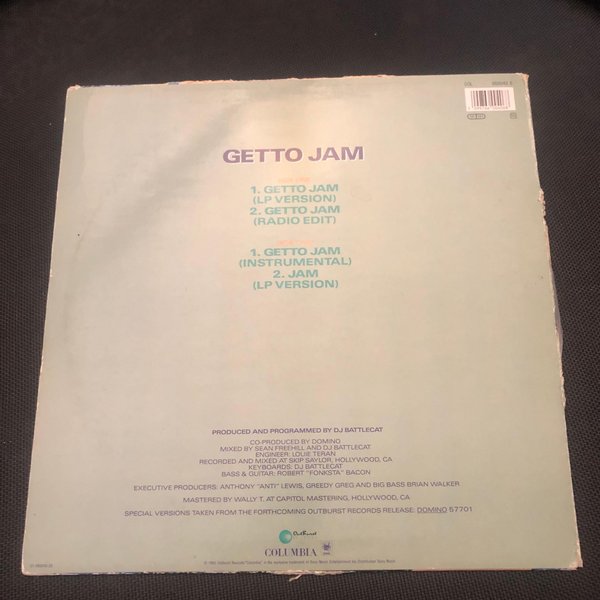 COL
GETTO JAM
1. GETTO JAM
(LP VERSION)
2. GETTO JAM
(RADIO EDIT)
1. GETTO JAM
(INSTRUMENTAL)
2. JAM
(LP VERSION)
PRODUCED AND PROGRAMMED BY DJ BATTLECAT
CO-PRODUCED BY DOMINO
MIXED BY SEAN FREEHILL AND DJ BATTLECAT
ENGINEER: LOUIE TERAN
RECORDED AND MIXED AT SKIP SAYLOR, HOLLYWOOD, CA
KEYBOARDS: DJ BATTLECAT
BASS & GUITAR: ROBERT "FONKSTA" BACON
EXECUTIVE PRODUCERS: ANTHONY "ANTI" LEWIS, GREEDY GREG AND BIG BASS BRIAN WALKER
MASTERED BY WALLY T. AT CAPITOL MASTERING, HOLLYWOOD, CA
SPECIAL VERSIONS TAKEN FROM THE FORTHCOMING OUTBURST RECORDS RELEASE: DOMINO 57701
OutBurst
COLUMBIA